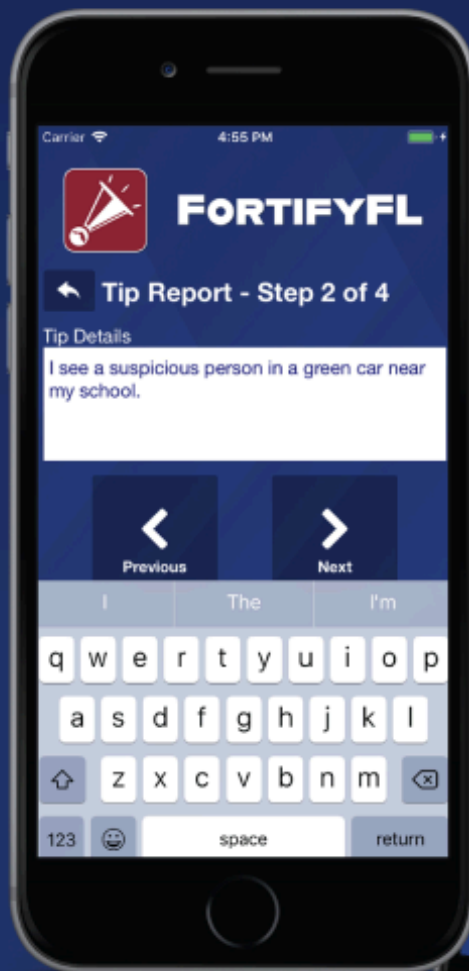 Carrier 4:55 PM
FORTIFYFL
Tip Report - Step 2 of 4
Tip Details
I see a suspicious person in a green car near
my school.
Previous Next
I The I'm
q w e r t y u i o p
a s d f g h j k l
z x c v b n m
123 space return